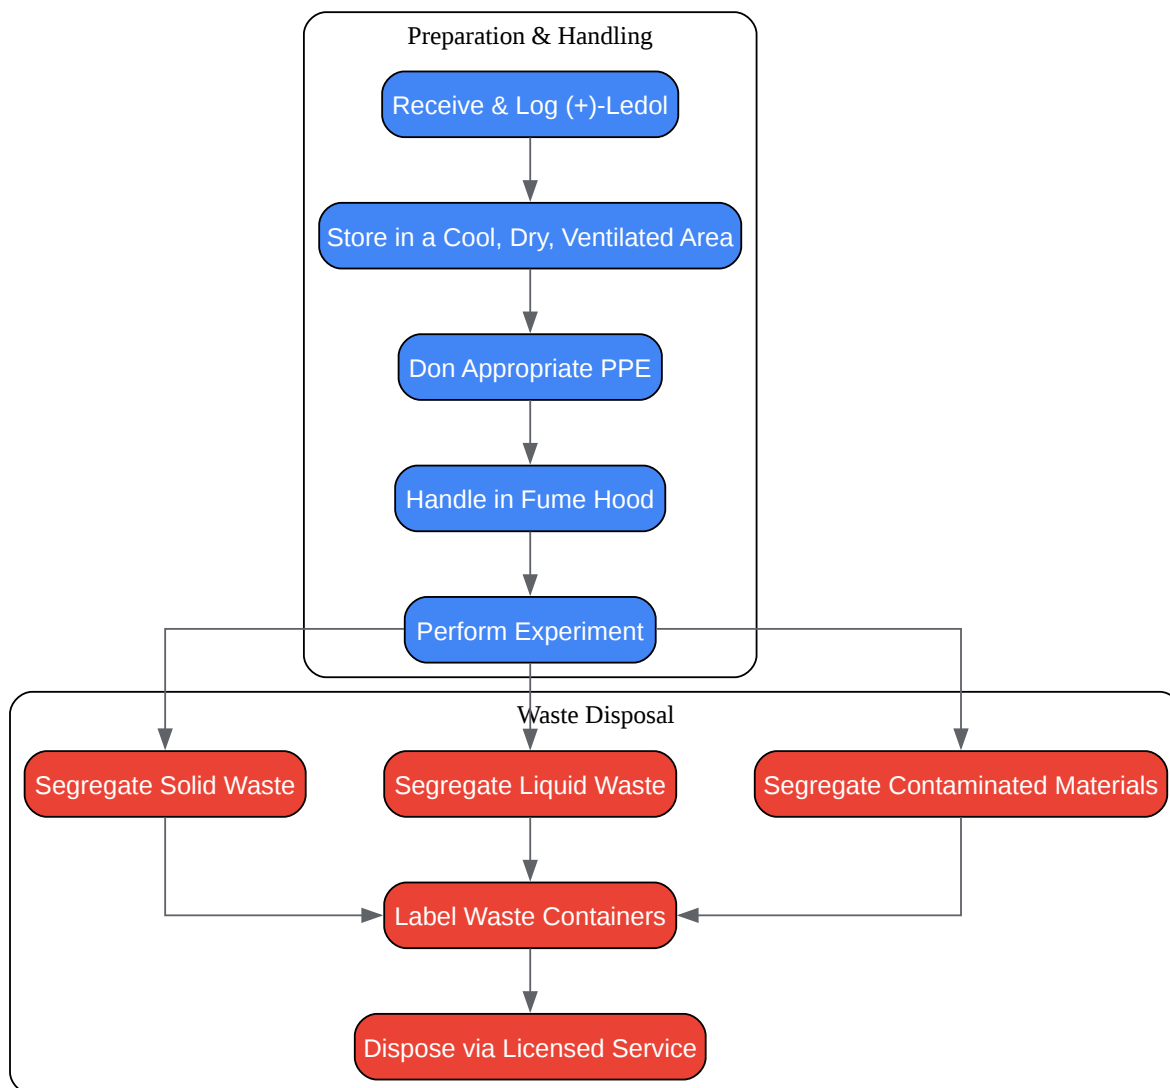 Preparation & Handling
Receive & Log (+)-Ledol
Store in a Cool, Dry, Ventilated Area
Don Appropriate PPE
Handle in Fume Hood
Perform Experiment
Waste Disposal
Segregate Solid Waste
Segregate Liquid Waste
Segregate Contaminated Materials
Label Waste Containers
Dispose via Licensed Service